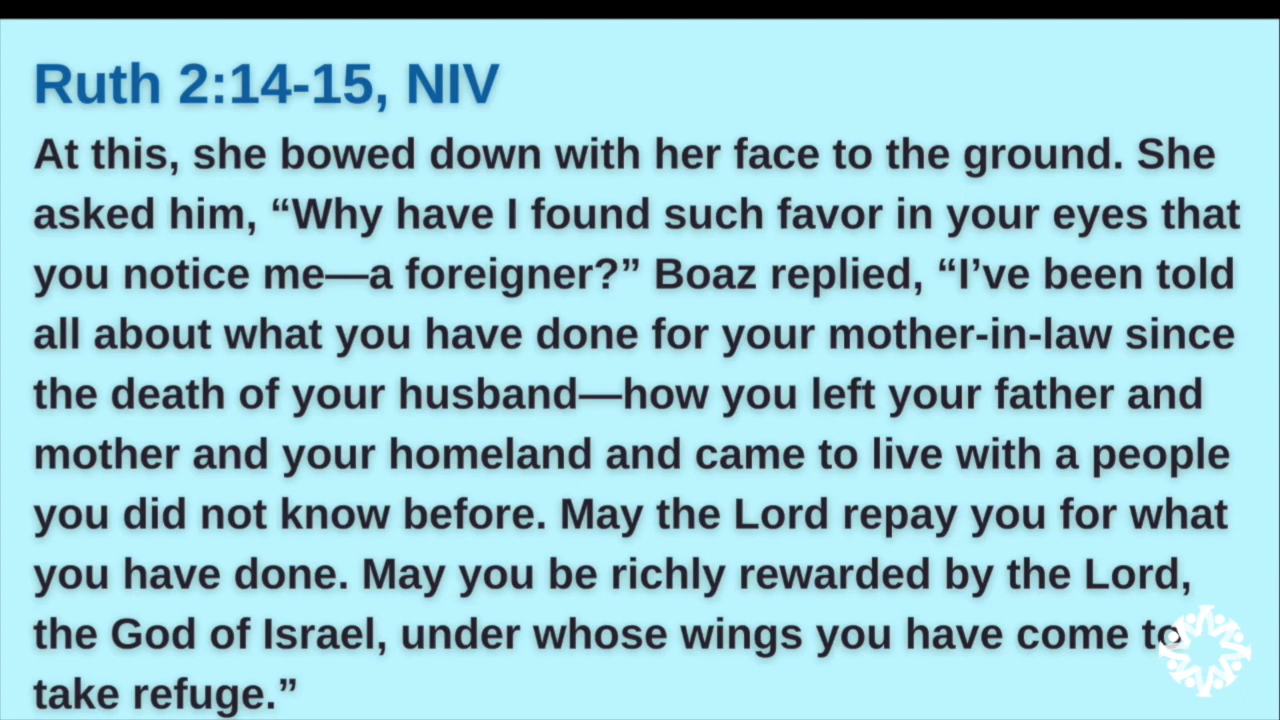 Ruth 2:14-15, NIV
At this, she bowed down with her face to the ground. She
asked him, “Why have I found such favor in your eyes that
you notice me—a foreigner?” Boaz replied, “I’ve been told
all about what you have done for your mother-in-law since
the death of your husband—how you left your father and
mother and your homeland and came to live with a people
you did not know before. May the Lord repay you for what
you have done. May you be richly rewarded by the Lord,
the God of Israel, under whose wings you have come to
take refuge.”